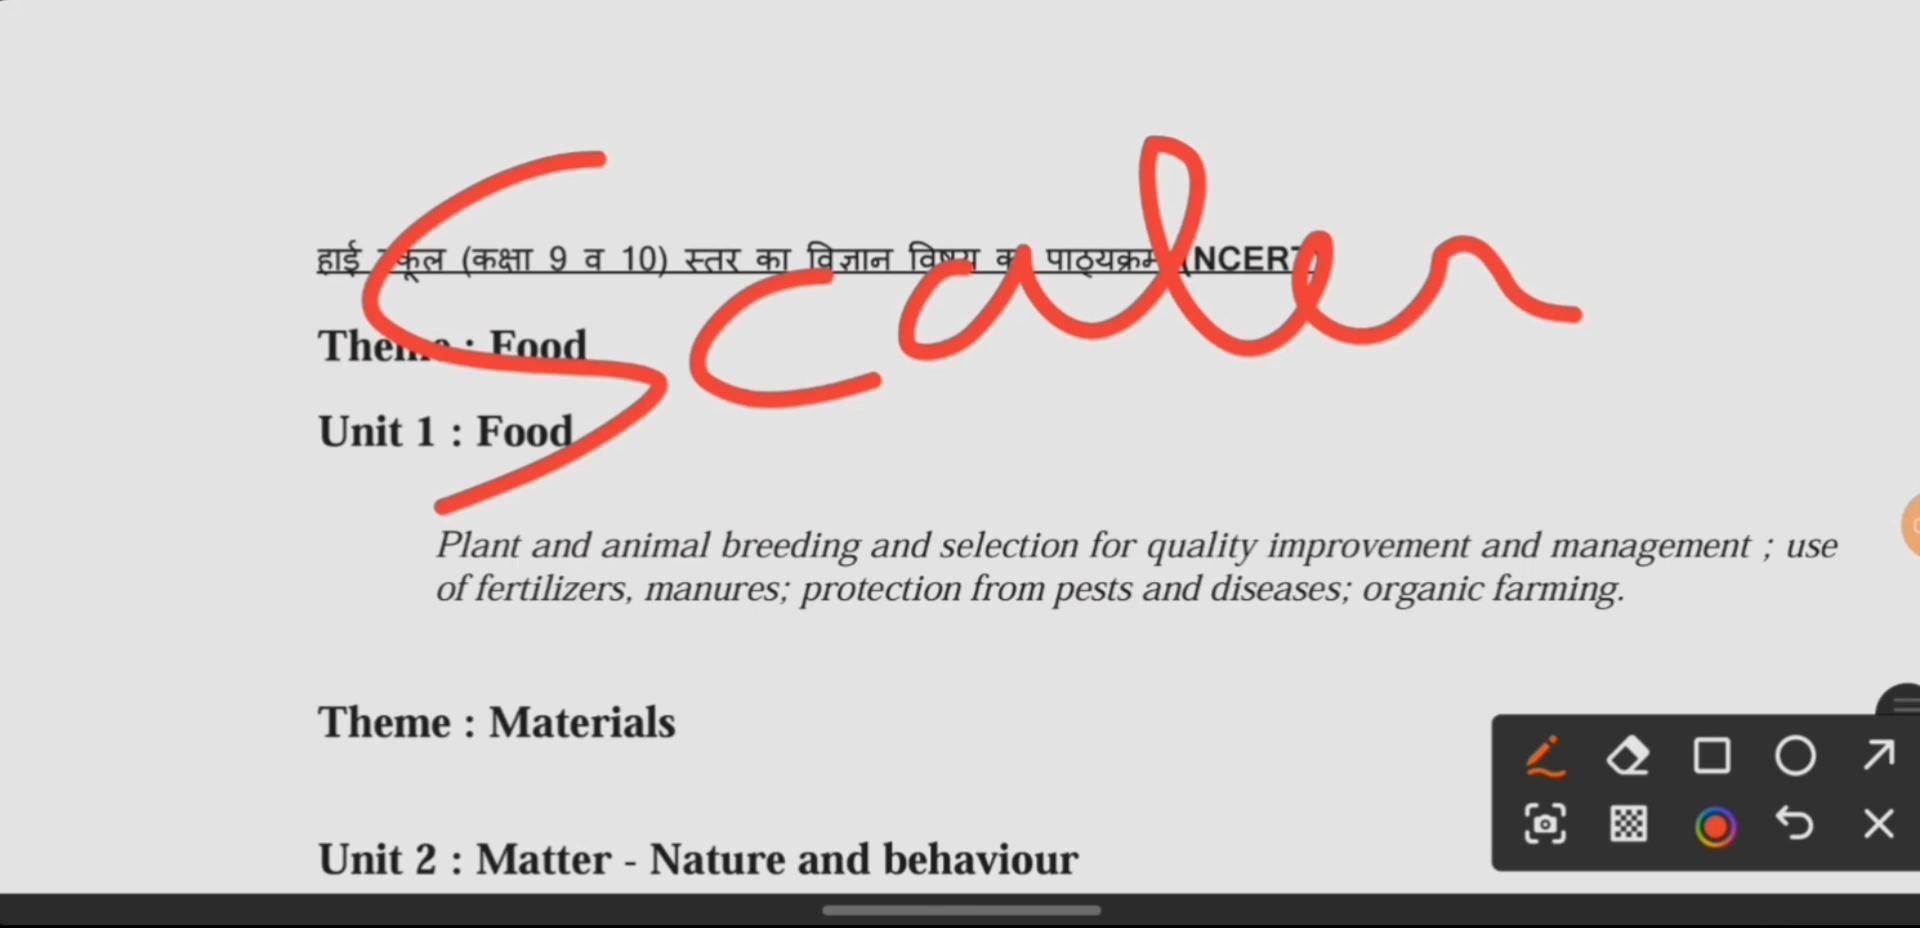 हाई स्कूल (कक्षा 9 व 10) स्तर का विज्ञान विषय का पाठ्यक्रम (NCERT
Scaler
Theme : Food
Unit 1 : Food
Plant and animal breeding and selection for quality improvement and management ; use
of fertilizers, manures; protection from pests and diseases; organic farming.
Theme : Materials
Unit 2 : Matter - Nature and behaviour